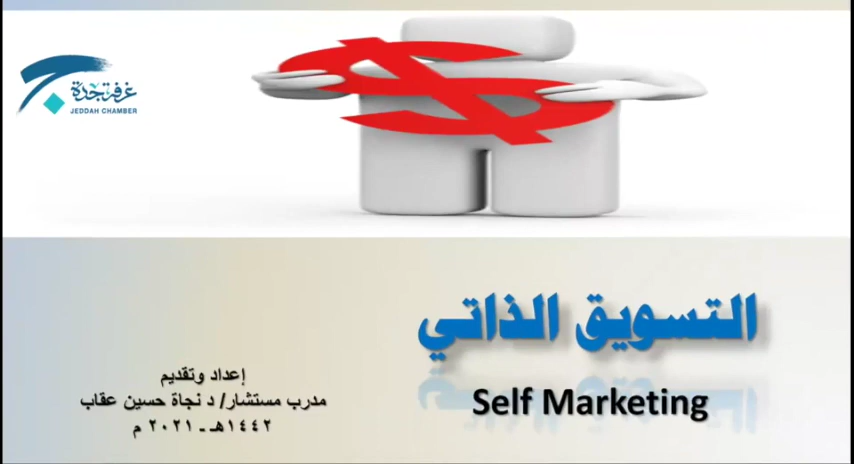 غرفة جدة
JEDDAH CHAMBER
التسويق الذاتي
Self Marketing
إعداد وتقديم
مدرب مستشار/ د نجاة حسين عقاب
١٤٤٢هـ - ٢٠٢١ م